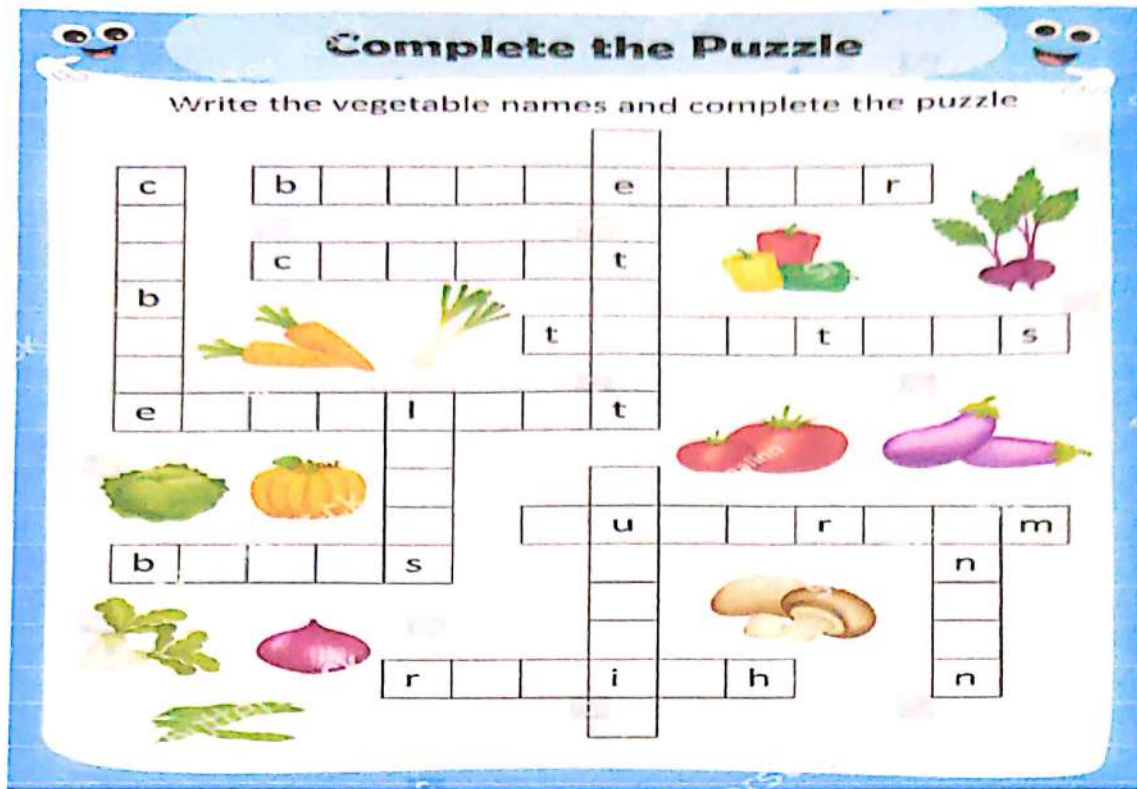 Complete the Puzzle
Write the vegetable names and complete the puzzle
c b e r
c t
b
t t s
e l t
u r m
b s n
r i h n